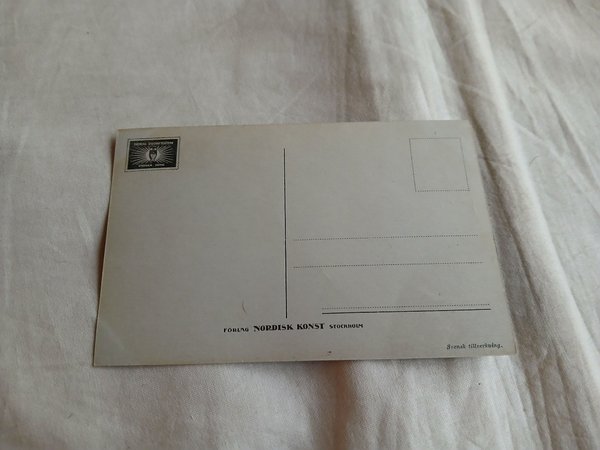 FÖRLAG NORDISK KONST STOCKHOLM
Svensk tillverkning.